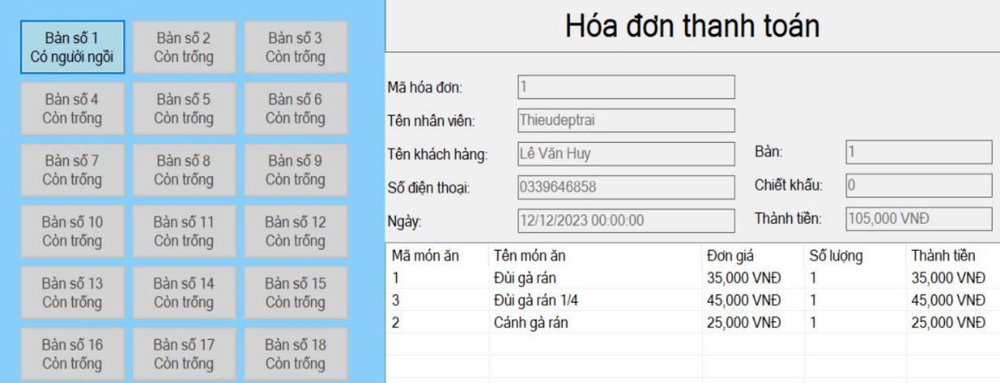 Bàn số 1
Có người ngồi
Bàn số 2
Còn trống
Bàn số 3
Còn trống
Bàn số 4
Còn trống
Bàn số 5
Còn trống
Bàn số 6
Còn trống
Bàn số 7
Còn trống
Bàn số 8
Còn trống
Bàn số 9
Còn trống
Bàn số 10
Còn trống
Bàn số 11
Còn trống
Bàn số 12
Còn trống
Bàn số 13
Còn trống
Bàn số 14
Còn trống
Bàn số 15
Còn trống
Bàn số 16
Còn trống
Bàn số 17
Còn trống
Bàn số 18
Còn trống
Hóa đơn thanh toán
Mã hóa đơn: 1
Tên nhân viên: Thieudeptrai
Tên khách hàng: Lê Văn Huy
Bàn: 1
Số điện thoại: 0339646858
Chiết khấu: 0
Ngày: 12/12/2023 00:00:00
Thành tiền: 105,000 VNĐ
Mã món ăn Tên món ăn Đơn giá Số lượng Thành tiền
1 Đùi gà rán 35,000 VNĐ 1 35,000 VNĐ
3 Đùi gà rán 1/4 45,000 VNĐ 1 45,000 VNĐ
2 Cánh gà rán 25,000 VNĐ 1 25,000 VNĐ